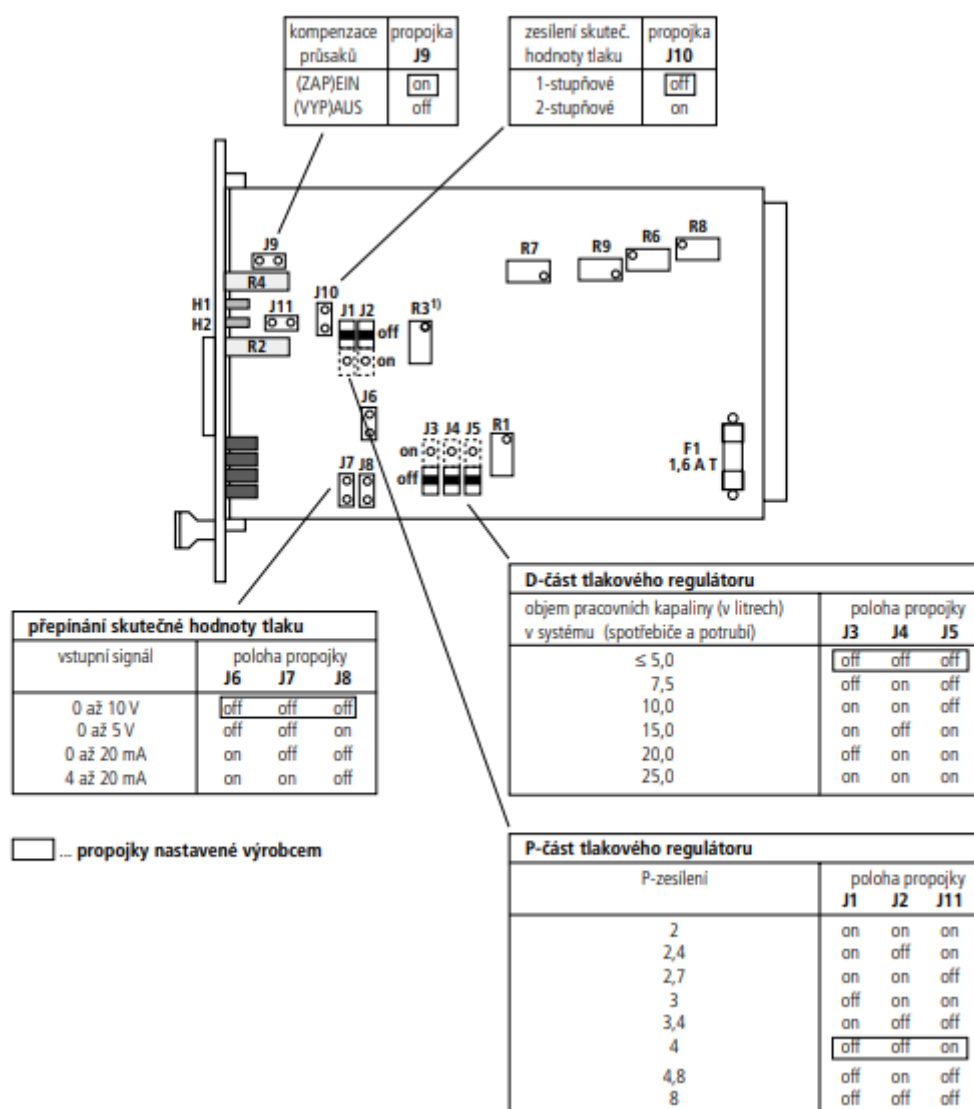 kompenzace průsaků propojka J9
(ZAP)EIN on
(VYP)AUS off
zesílení skuteč. hodnoty tlaku propojka J10
1-stupňové off
2-stupňové on
J9
R4
H1
H2
J11
R2
J10
J1 J2
off
on
R3¹⁾
R7
R9
R6
R8
J6
J7 J8
J3 J4 J5
on
off
R1
F1
1,6 A T
přepínání skutečné hodnoty tlaku
vstupní signál poloha propojky
J6 J7 J8
0 až 10 V off off off
0 až 5 V off off on
0 až 20 mA on off off
4 až 20 mA on on off
... propojky nastavené výrobcem
D-část tlakového regulátoru
objem pracovních kapaliny (v litrech) poloha propojky
v systému (spotřebiče a potrubí) J3 J4 J5
≤ 5,0 off off off
7,5 off on off
10,0 on on off
15,0 on off on
20,0 off on on
25,0 on on on
P-část tlakového regulátoru
P-zesílení poloha propojky
J1 J2 J11
2 on on on
2,4 on off on
2,7 on on off
3 off on on
3,4 on off off
4 off off on
4,8 off on off
8 off off off